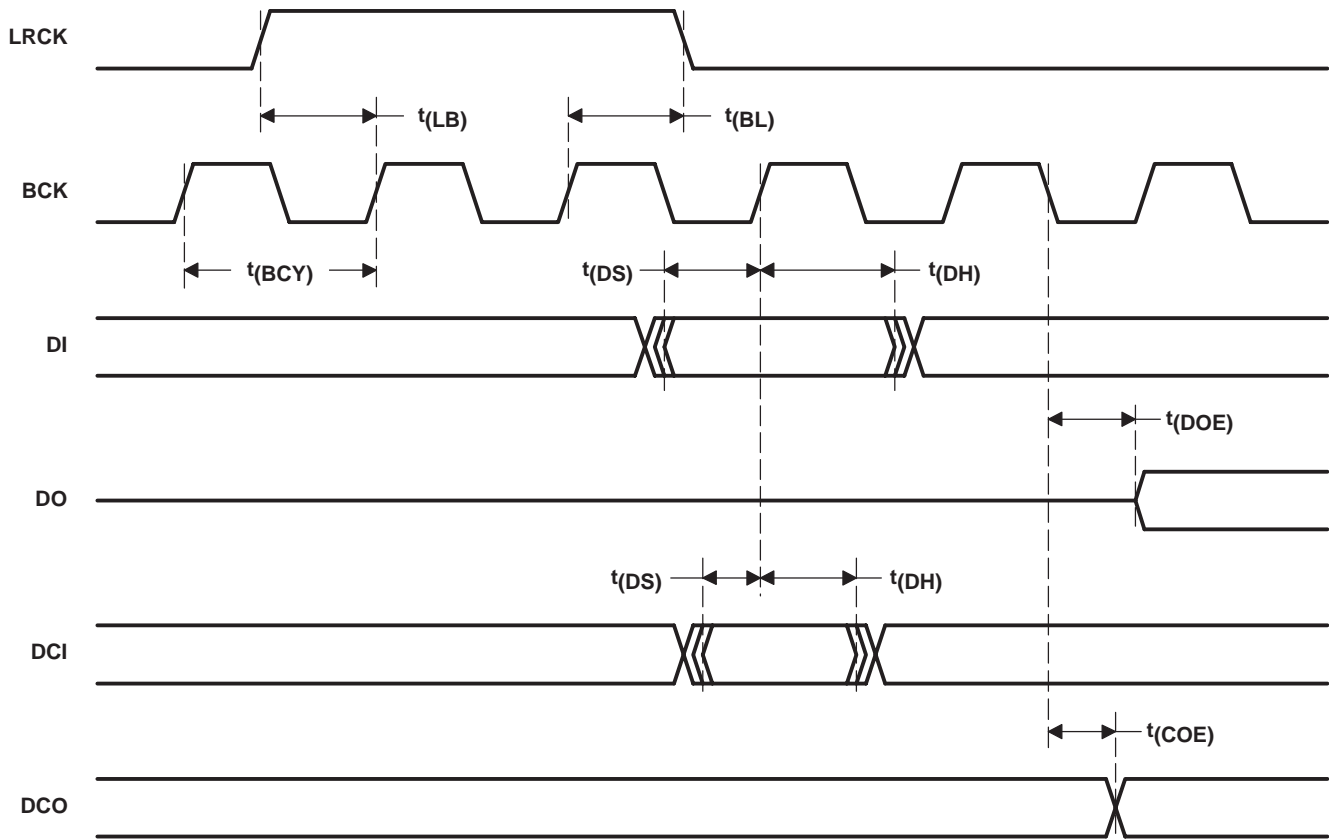 LRCK
t(LB)
t(BL)
BCK
t(BCY)
t(DS)
t(DH)
DI
t(DOE)
DO
t(DS)
t(DH)
DCI
t(COE)
DCO